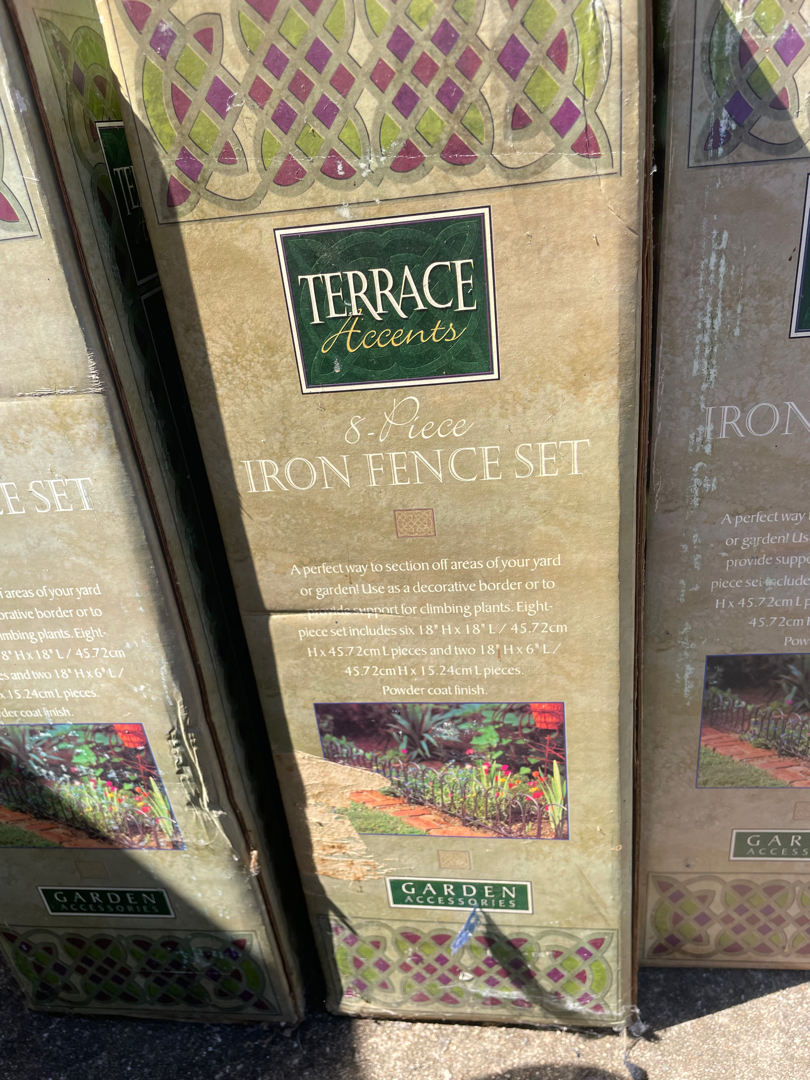 TERRACE
Accents
8-Piece
IRON FENCE SET
A perfect way to section off areas of your yard
or garden! Use as a decorative border or to
provide support for climbing plants. Eight-
piece set includes six 18" H x 18" L / 45.72cm
H x 45.72cm L pieces and two 18" H x 6" L /
45.72cm H x 15.24cm L pieces.
Powder coat finish.
GARDEN
ACCESSORIES
E SET
areas of your yard
orative border or to
mbing plants. Eight-
8" H x 18" L / 45.72cm
es and two 18" H x 6" L /
x 15.24cm L pieces.
der coat finish.
GARDEN
ACCESSORIES
TE
IRON
A perfect way
or garden! Us
provide suppo
piece set include
H x 45.72cm L
45.72cm H
Pow
GAR
ACCESS